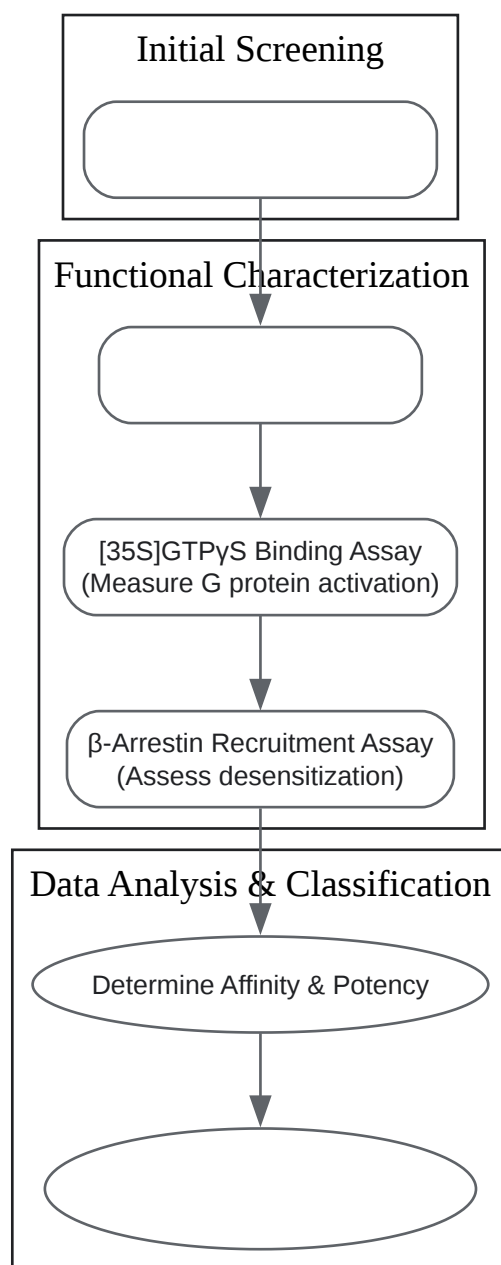 Initial Screening
Functional Characterization
[35S]GTPγS Binding Assay
(Measure G protein activation)
β-Arrestin Recruitment Assay
(Assess desensitization)
Data Analysis & Classification
Determine Affinity & Potency